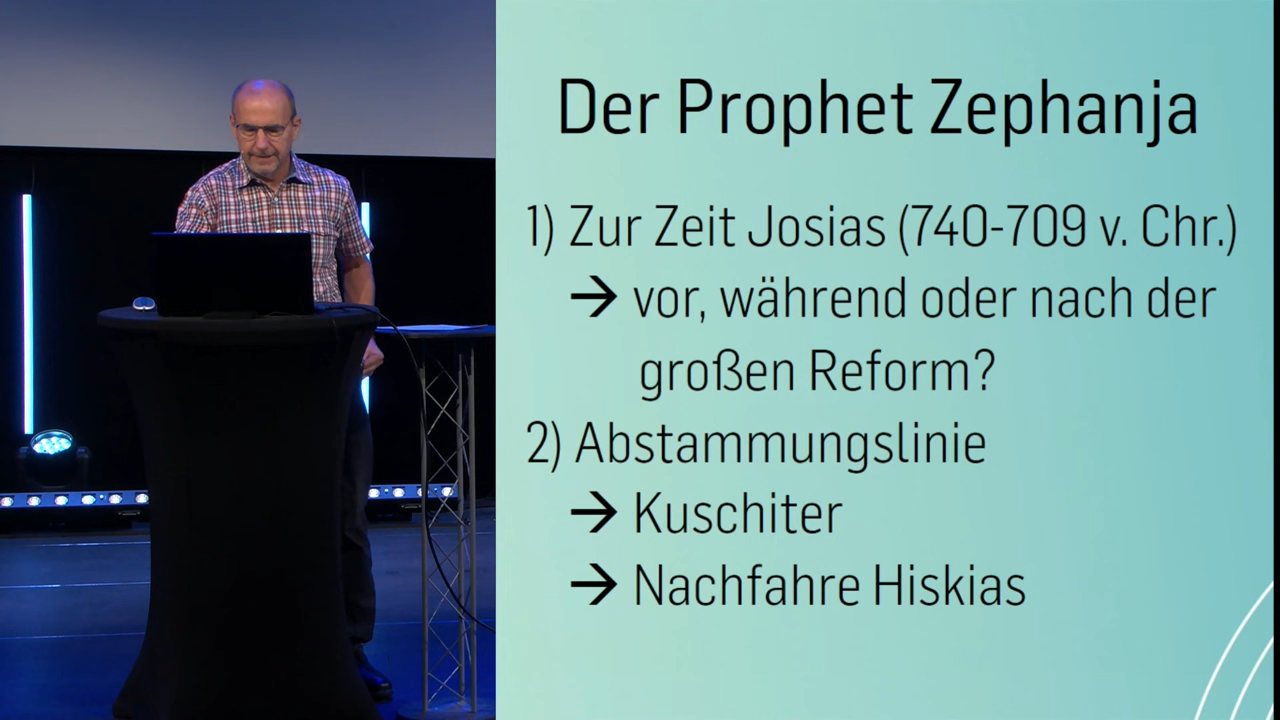 Der Prophet Zephanja
1) Zur Zeit Josias (740-709 v. Chr.)
→ vor, während oder nach der
großen Reform?
2) Abstammungslinie
→ Kuschiter
→ Nachfahre Hiskias